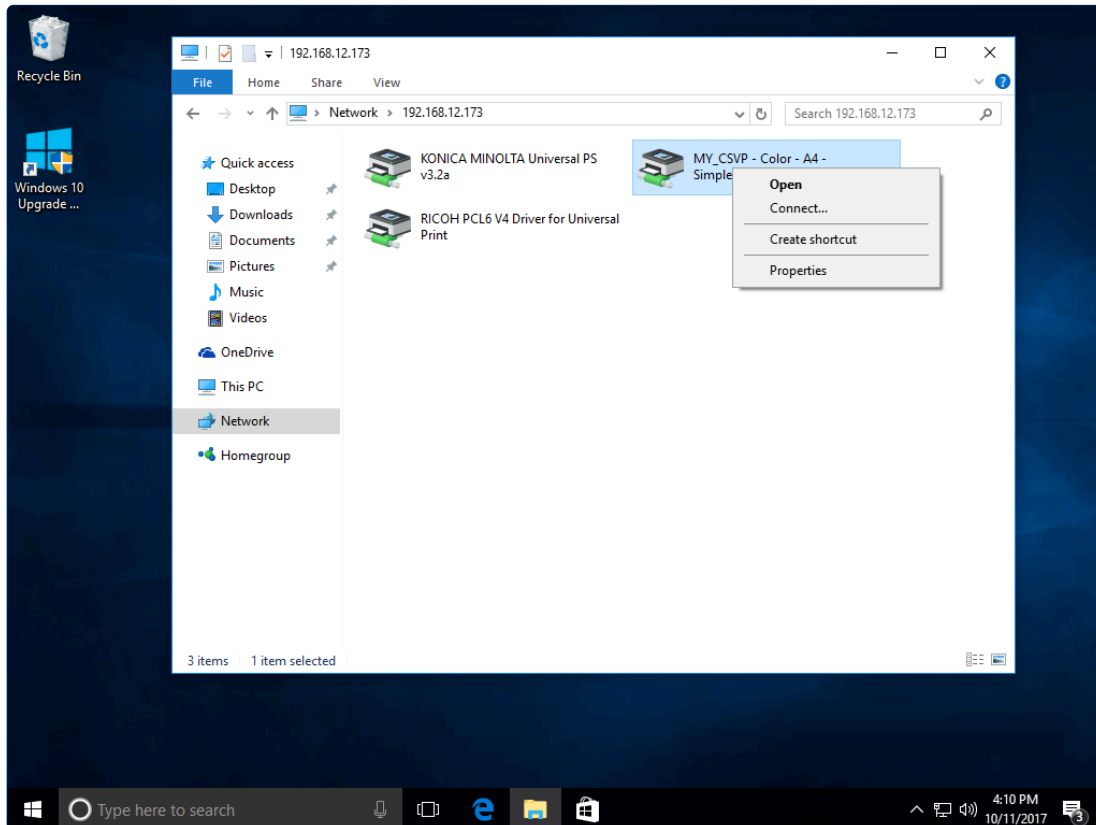 Recycle Bin
Windows 10
Upgrade ...
192.168.12.173
File Home Share View
Network 192.168.12.173
Search 192.168.12.173
Quick access
Desktop
Downloads
Documents
Pictures
Music
Videos
OneDrive
This PC
Network
Homegroup
KONICA MINOLTA Universal PS
v3.2a
MY_CSVP - Color - A4 -
Simple
RICOH PCL6 V4 Driver for Universal
Print
Open
Connect...
Create shortcut
Properties
3 items 1 item selected
Type here to search
4:10 PM
10/11/2017
3